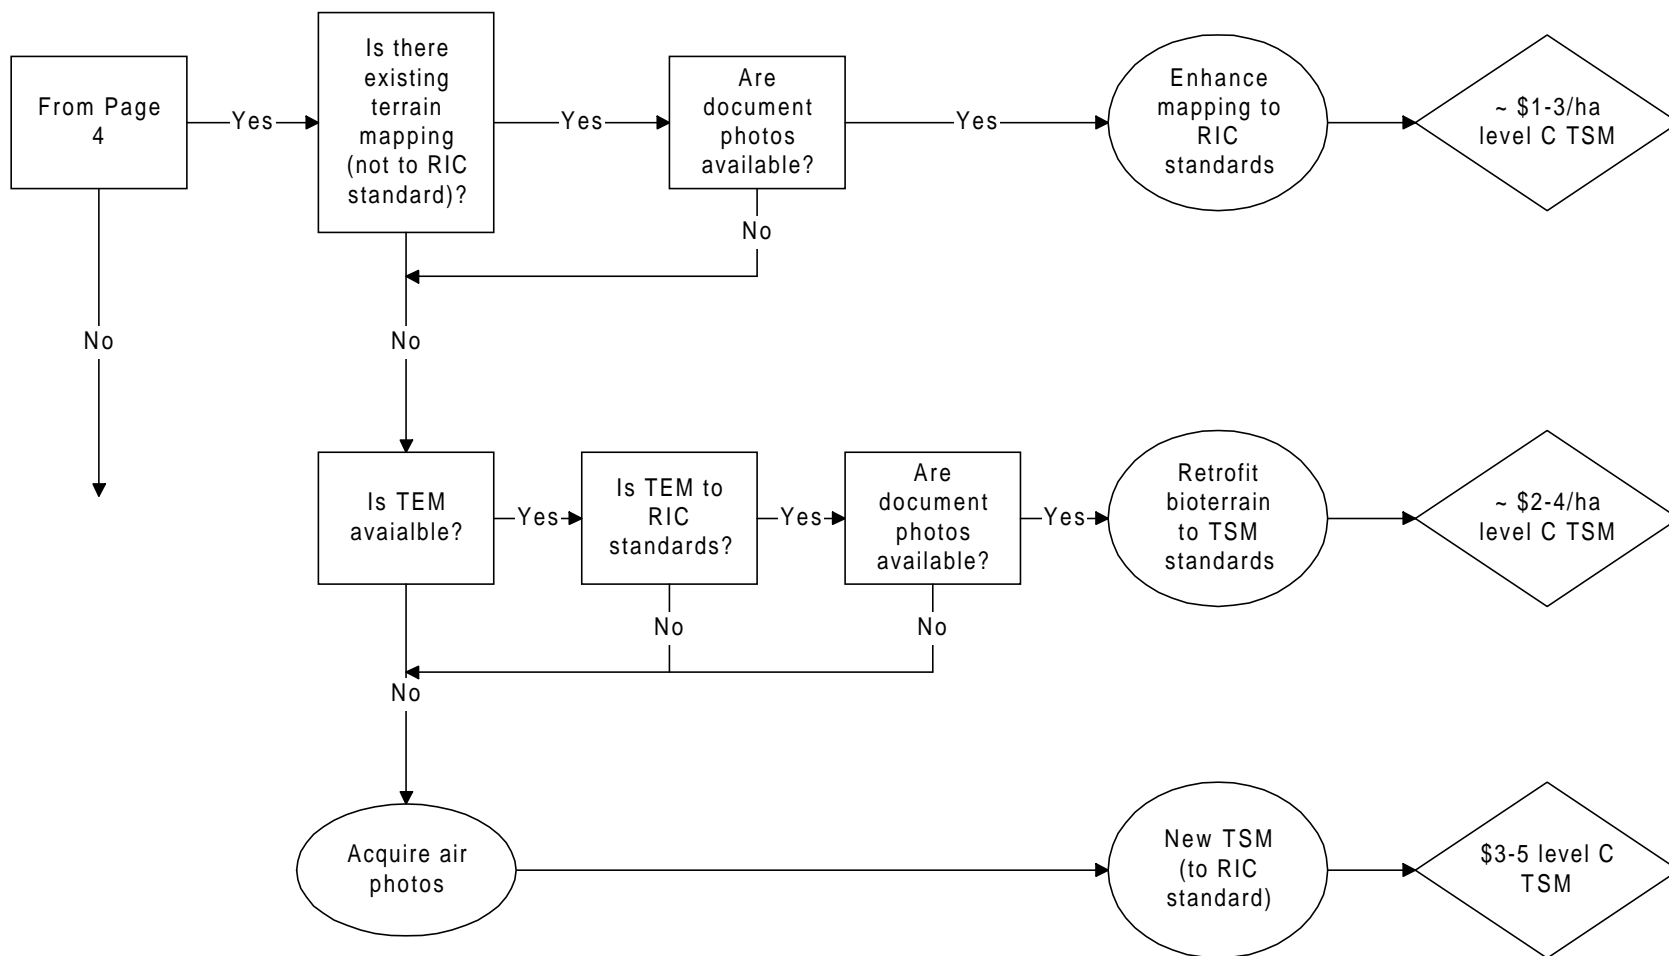 From Page
4
Yes
Is there
existing
terrain
mapping
(not to RIC
standard)?
Yes
Are
document
photos
available?
Yes
Enhance
mapping to
RIC
standards
~ $1-3/ha
level C TSM
No
No
No
Is TEM
avaialble?
Yes
Is TEM to
RIC
standards?
Yes
Are
document
photos
available?
Yes
Retrofit
bioterrain
to TSM
standards
~ $2-4/ha
level C TSM
No
No
No
Acquire air
photos
New TSM
(to RIC
standard)
$3-5 level C
TSM